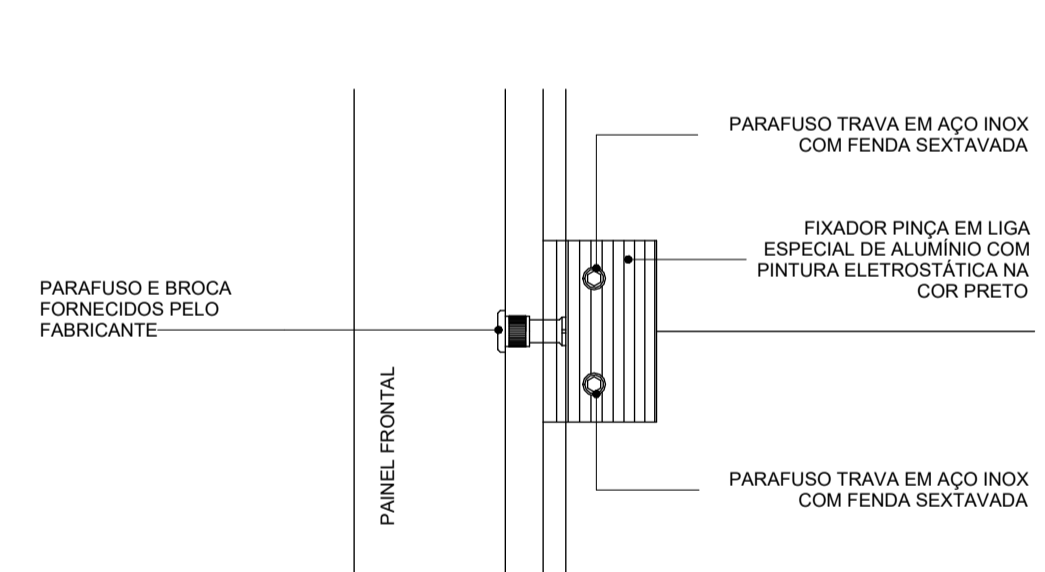 PARAFUSO TRAVA EM AÇO INOX
COM FENDA SEXTAVADA
FIXADOR PINÇA EM LIGA
ESPECIAL DE ALUMÍNIO COM
PINTURA ELETROSTÁTICA NA
COR PRETO
PARAFUSO E BROCA
FORNECIDOS PELO
FABRICANTE
PAINEL FRONTAL
PARAFUSO TRAVA EM AÇO INOX
COM FENDA SEXTAVADA